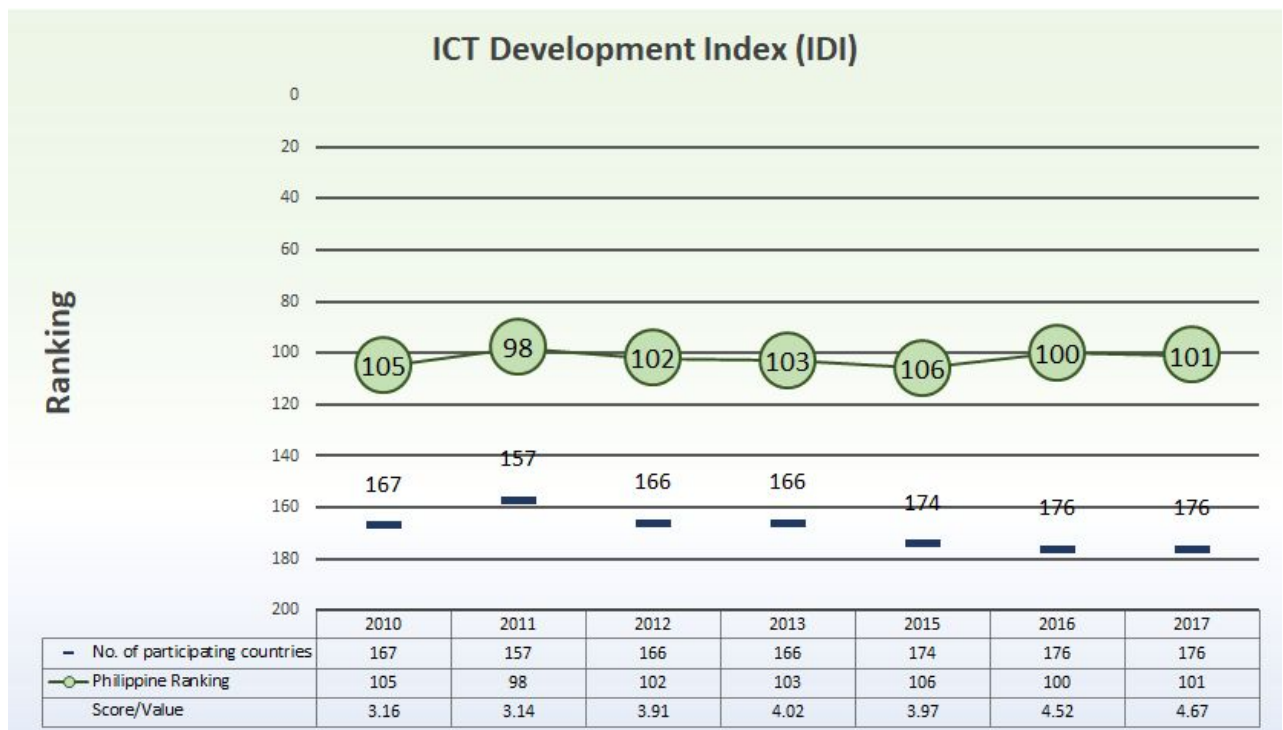 ICT Development Index (IDI)
0
20
40
60
80
100
120
140
160
180
200
Ranking
105 98 102 103 106 100 101
167 157 166 166 174 176 176
2010 2011 2012 2013 2015 2016 2017
No. of participating countries 167 157 166 166 174 176 176
Philippine Ranking 105 98 102 103 106 100 101
Score/Value 3.16 3.14 3.91 4.02 3.97 4.52 4.67